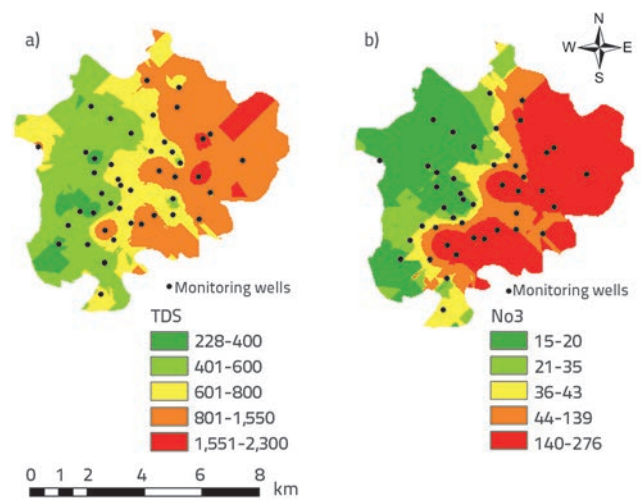 a)
b)
N
W E
S
•Monitoring wells
TDS
228-400
401-600
601-800
801-1,550
1,551-2,300
•Monitoring wells
No3
15-20
21-35
36-43
44-139
140-276
0 1 2 4 6 8
km